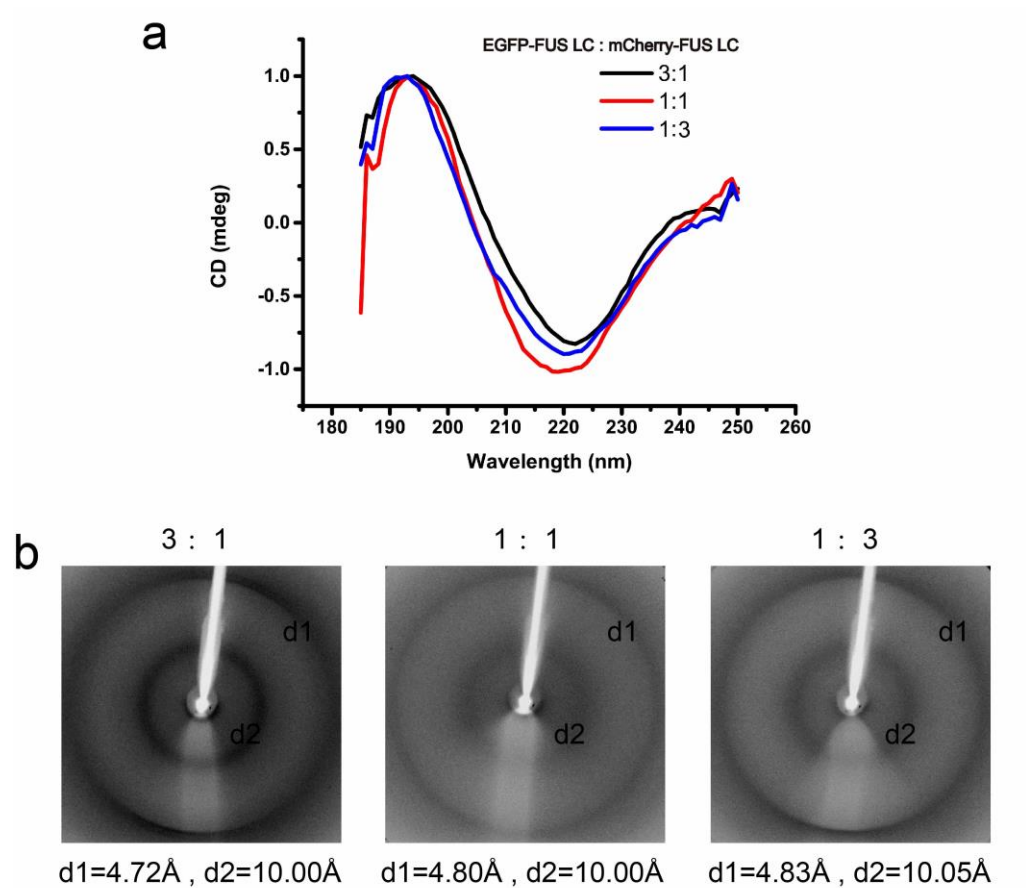 a
EGFP-FUS LC : mCherry-FUS LC
3:1
1:1
1:3
1.0
0.5
0.0
-0.5
-1.0
CD (mdeg)
180 190 200 210 220 230 240 250 260
Wavelength (nm)
b
3 : 1 1 : 1 1 : 3
d1 d1 d1
d2 d2 d2
d1=4.72Å , d2=10.00Å d1=4.80Å , d2=10.00Å d1=4.83Å , d2=10.05Å